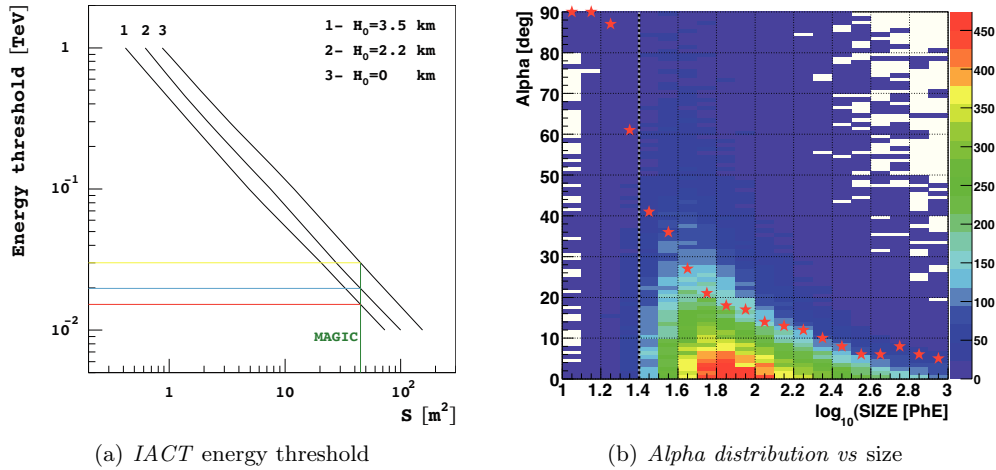 1 2 3
1– H₀=3.5 km
2– H₀=2.2 km
3– H₀=0 km
Energy threshold [TeV]
1
10⁻¹
10⁻²
MAGIC
1 10 10²
S [m²]
(a) IACT energy threshold
Alpha [deg]
90
80
70
60
50
40
30
20
10
0
1 1.2 1.4 1.6 1.8 2 2.2 2.4 2.6 2.8 3
log₁₀(SIZE [PhE]
450
400
350
300
250
200
150
100
50
0
(b) Alpha distribution vs size